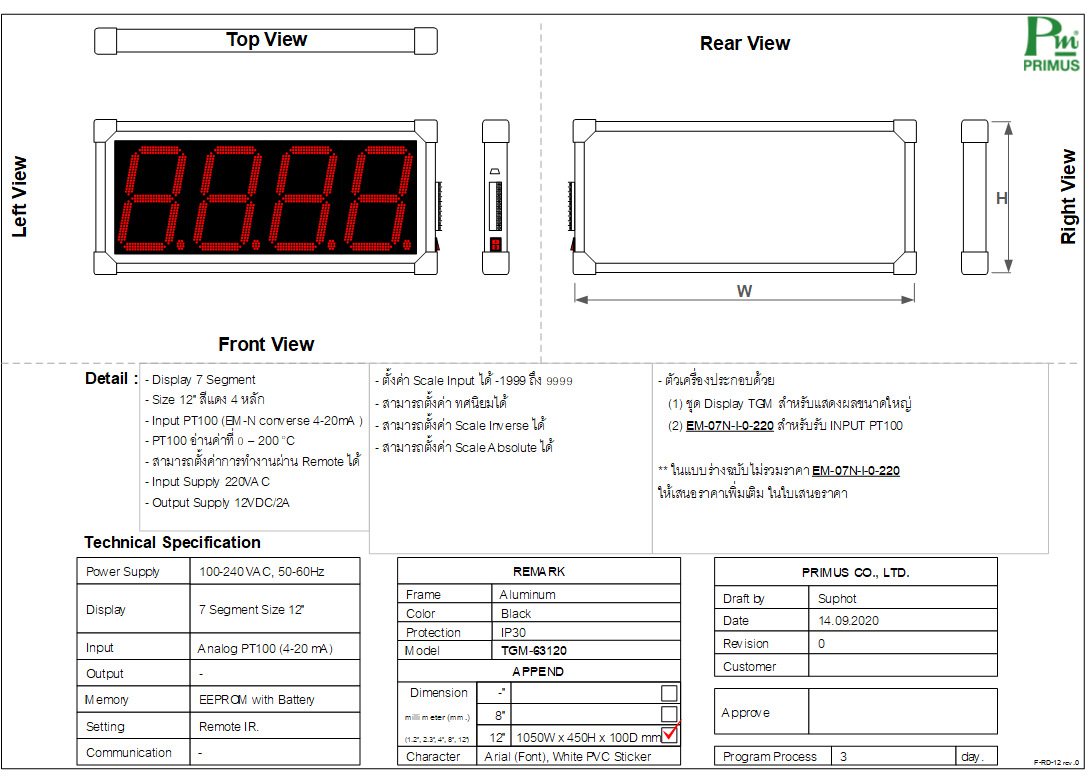 Top View
Rear View
Pm
PRIMUS
Left View
Right View
H
W
Front View
Detail :
- Display 7 Segment
- Size 12" สีแดง 4 หลัก
- Input PT100 (EM-N converse 4-20mA )
- PT100 อ่านค่าที่ 0 – 200 °C
- สามารถตั้งค่าการทำงานผ่าน Remote ได้
- Input Supply 220VAC
- Output Supply 12VDC/2A
- ตั้งค่า Scale Input ได้ -1999 ถึง 9999
- สามารถตั้งค่า ทศนิยมได้
- สามารถตั้งค่า Scale Inverse ได้
- สามารถตั้งค่า Scale Absolute ได้
- ตัวเครื่องประกอบด้วย
(1) ชุด Display TGM สำหรับแสดงผลขนาดใหญ่
(2) EM-07N-I-0-220 สำหรับรับ INPUT PT100
** ในแบบร่างฉบับไม่รวมราคา EM-07N-I-0-220
ให้เสนอราคาเพิ่มเติม ในใบเสนอราคา
Technical Specification
Power Supply 100-240VAC, 50-60Hz
Display 7 Segment Size 12"
Input Analog PT100 (4-20 mA)
Output -
Memory EEPROM with Battery
Setting Remote IR.
Communication -
REMARK
Frame Aluminum
Color Black
Protection IP30
Model TGM-63120
APPEND
Dimension -"
millimeter (mm.) 8"
(1.2", 2.3", 4", 8", 12") 12" 1050W x 450H x 100D mm
Character Arial (Font), White PVC Sticker
PRIMUS CO., LTD.
Draft by Suphot
Date 14.09.2020
Revision 0
Customer
Approve
Program Process 3 day.
F-RD-12 rev.0